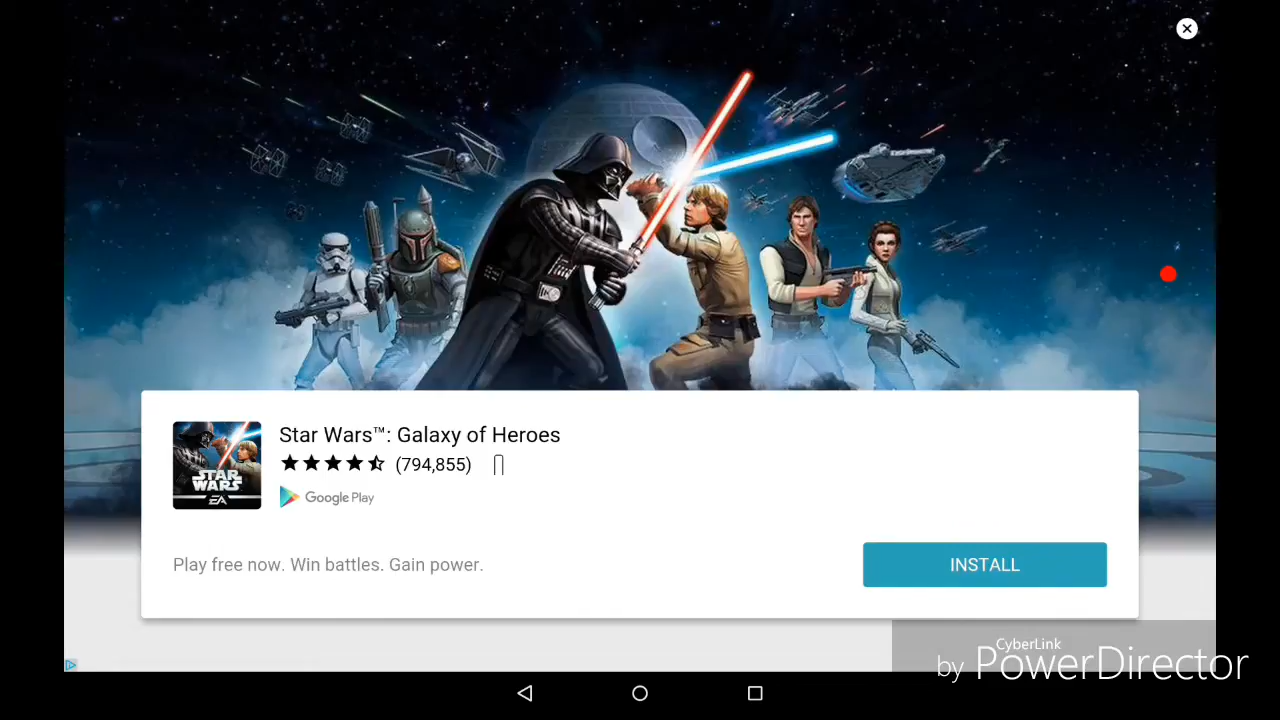 Star Wars™: Galaxy of Heroes
(794,855)
STAR
WARS
EA
Google Play
Play free now. Win battles. Gain power.
INSTALL
CyberLink
by PowerDirector